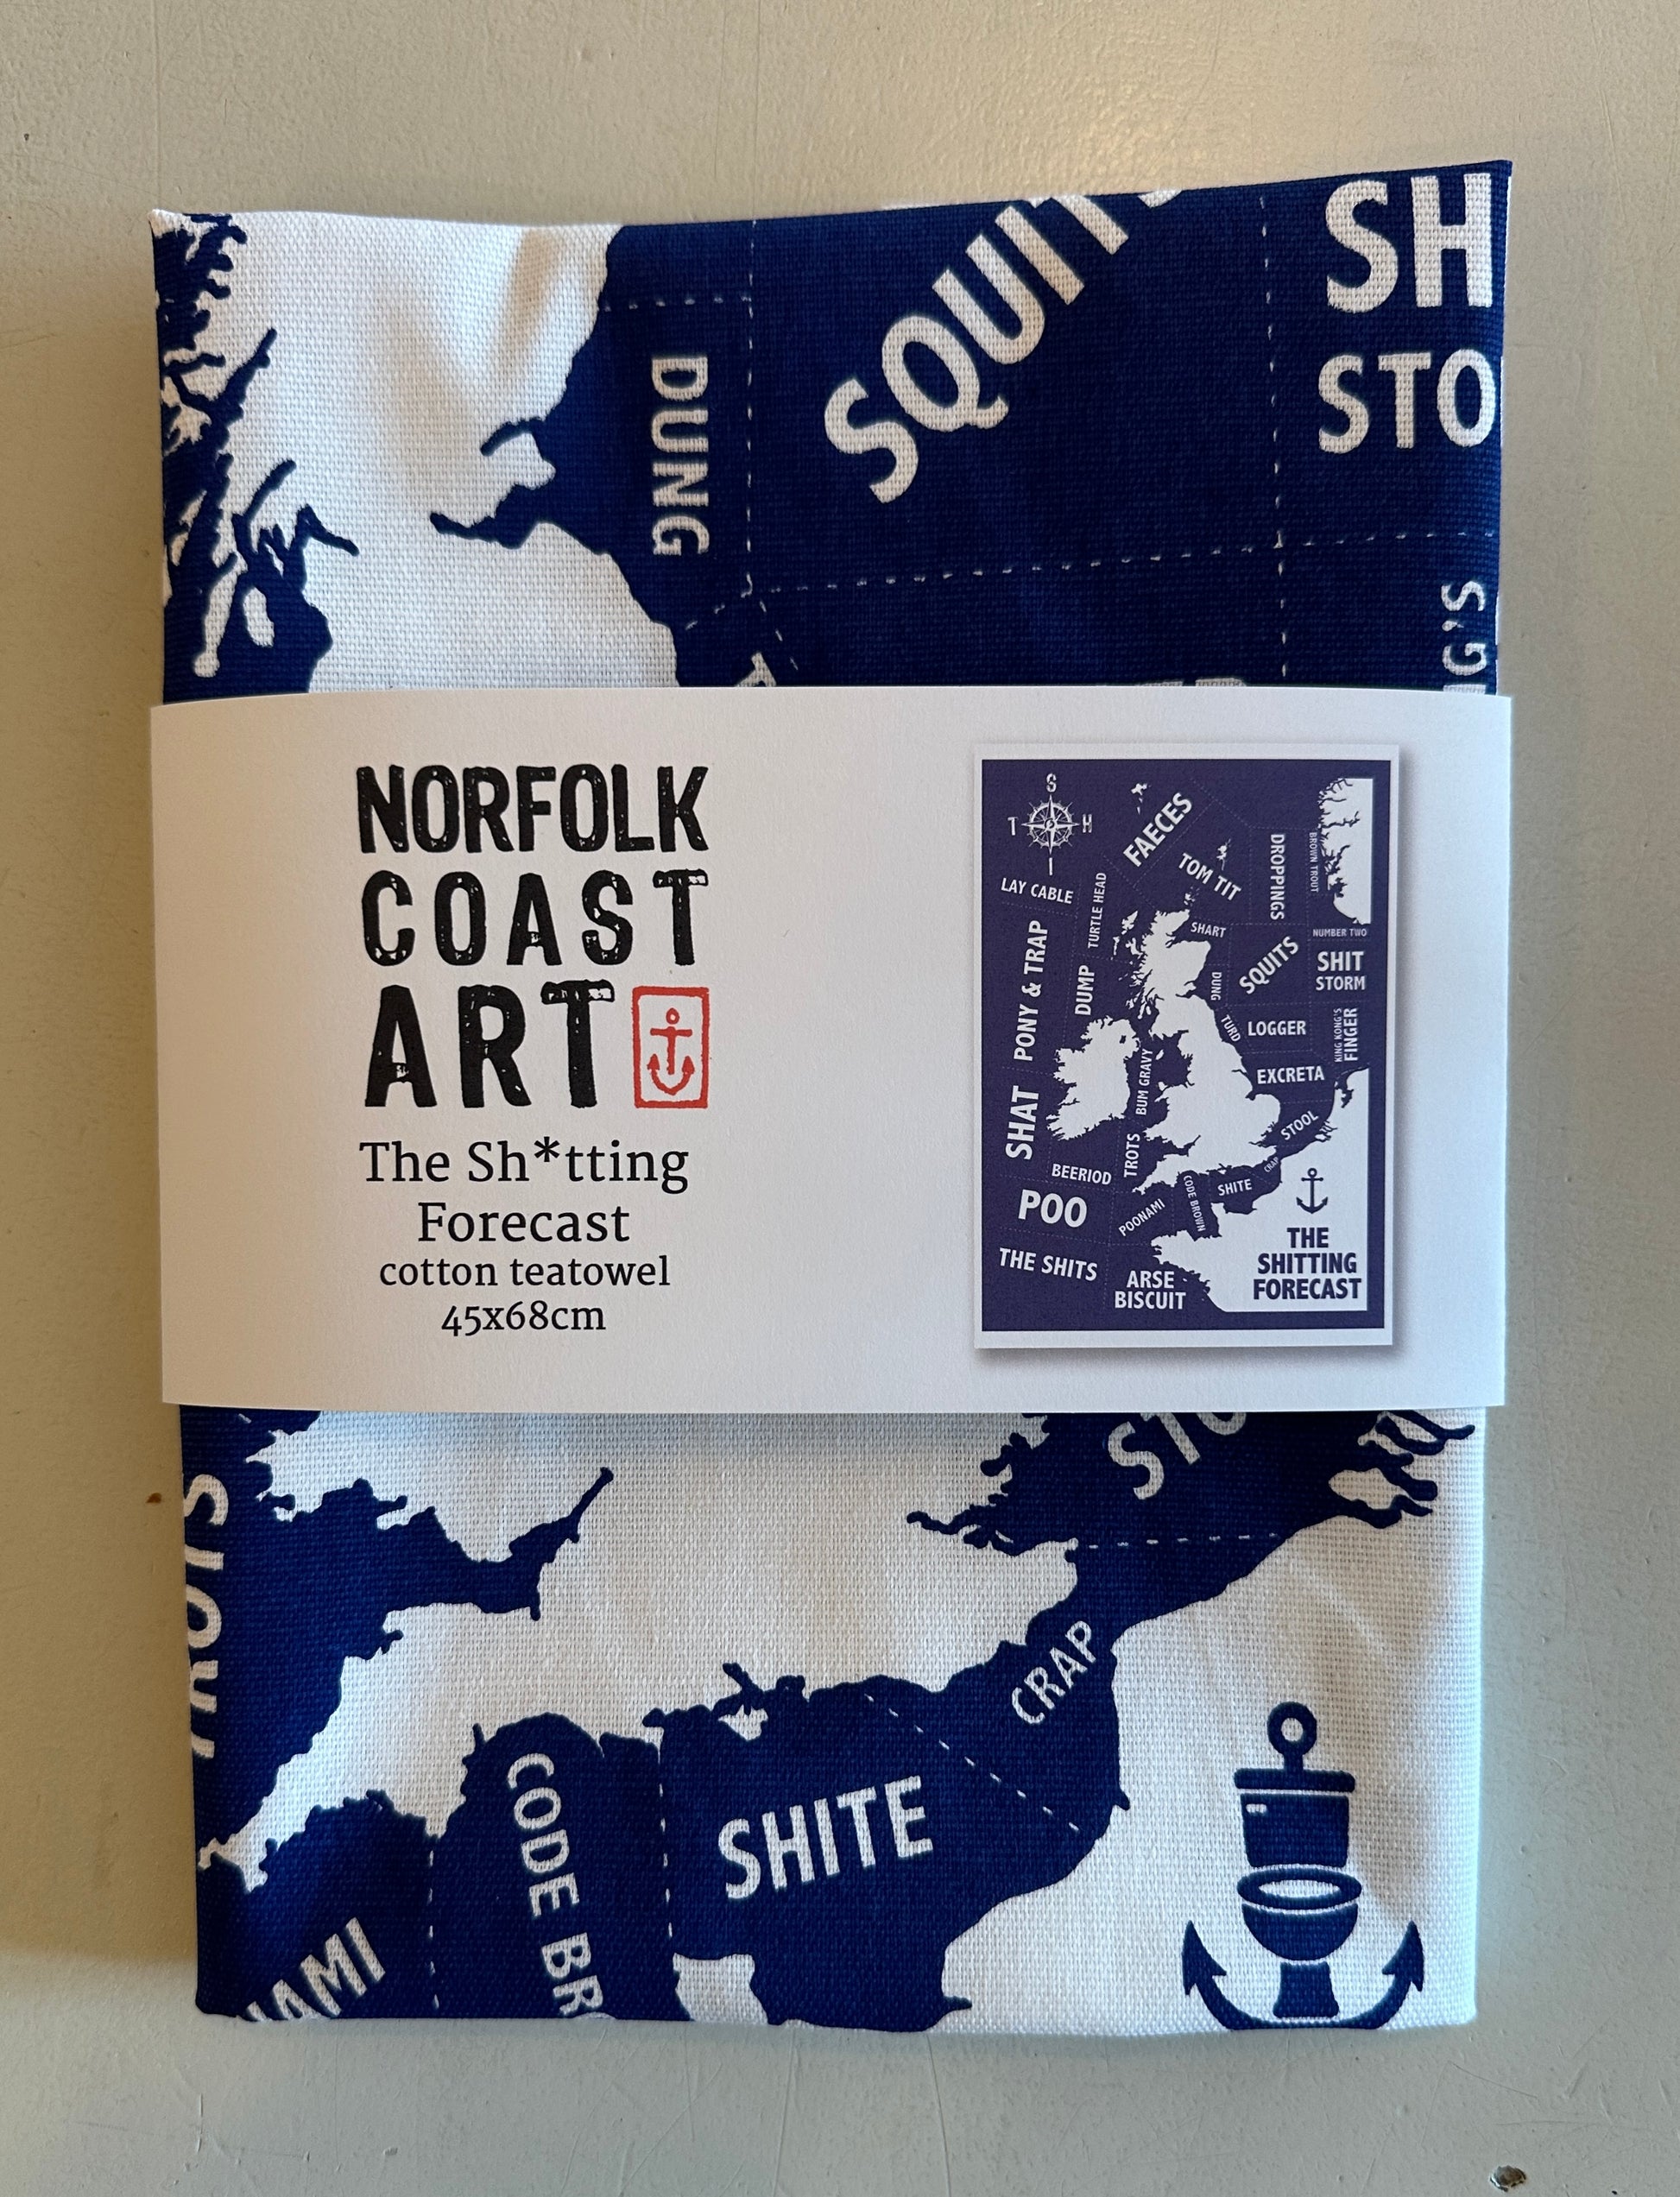 SQUIT
SH
STO
DUNG
G'S
NORFOLK
COAST
ART
The Sh*tting
Forecast
cotton teatowel
45x68cm
S
T H
I
FAECES
TOM TIT
DROPPINGS
BROWN TROUT
LAY CABLE
TURTLE HEAD
SHART
NUMBER TWO
PONY & TRAP
DUMP
DUNG
SQUITS
SHIT
STORM
TURD
LOGGER
KING KONG'S
FINGER
BUM GRAVY
EXCRETA
SHAT
STOOL
TROTS
CRAP
BEERIOD
CODE BROWN
SHITE
POO
POONAMI
THE SHITS
ARSE
BISCUIT
THE
SHITTING
FORECAST
STO
TROTS
CRAP
CODE BR
SHITE
NAMI